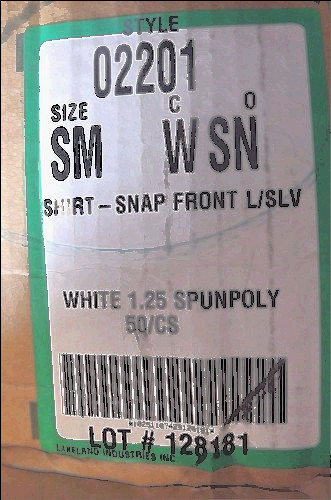 STYLE
02201
SIZE C O
SM W SN
SHIRT - SNAP FRONT L/SLV
WHITE 1.25 SPUNPOLY
50/CS
LOT # 128181
LAKELAND INDUSTRIES INC